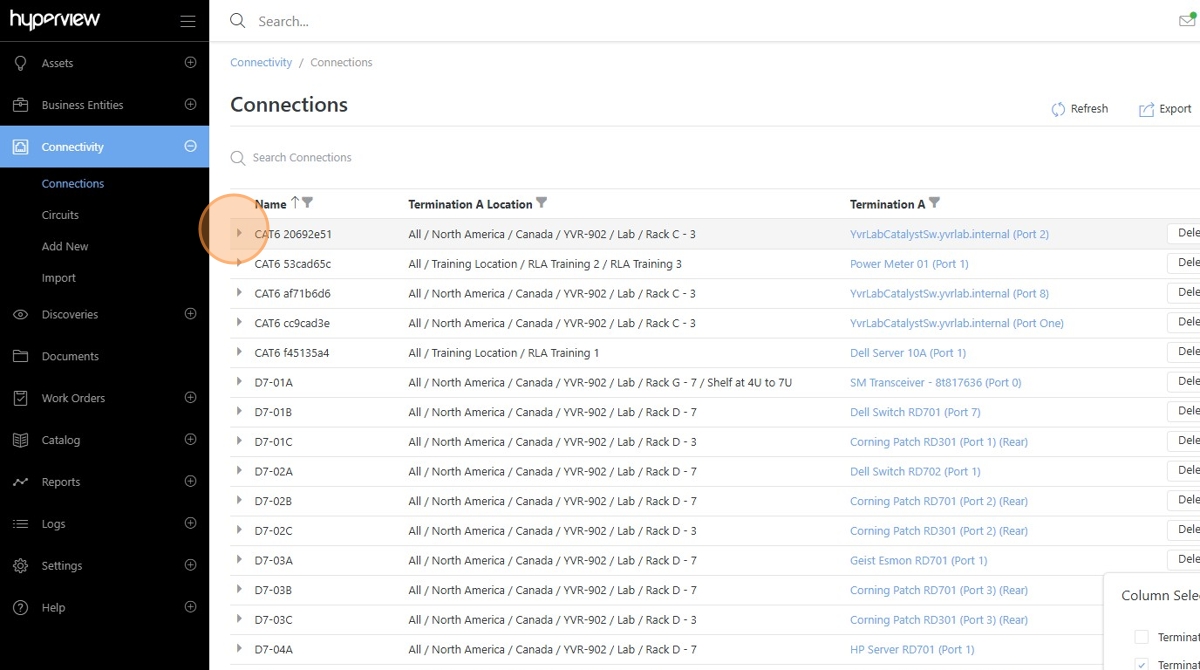 hyperview
Search...
Assets
Business Entities
Connectivity
Connections
Circuits
Add New
Import
Discoveries
Documents
Work Orders
Catalog
Reports
Logs
Settings
Help
Connectivity / Connections
Connections
Refresh
Export
Search Connections
Name Termination A Location Termination A
CAT6 20692e51 All / North America / Canada / YVR-902 / Lab / Rack C - 3 YvrLabCatalystSw.yvrlab.internal (Port 2) Dele
CAT6 53cad65c All / Training Location / RLA Training 2 / RLA Training 3 Power Meter 01 (Port 1) Dele
CAT6 af71b6d6 All / North America / Canada / YVR-902 / Lab / Rack C - 3 YvrLabCatalystSw.yvrlab.internal (Port 8) Dele
CAT6 cc9cad3e All / North America / Canada / YVR-902 / Lab / Rack C - 3 YvrLabCatalystSw.yvrlab.internal (Port One) Dele
CAT6 f45135a4 All / Training Location / RLA Training 1 Dell Server 10A (Port 1) Dele
D7-01A All / North America / Canada / YVR-902 / Lab / Rack G - 7 / Shelf at 4U to 7U SM Transceiver - 8t817636 (Port 0) Dele
D7-01B All / North America / Canada / YVR-902 / Lab / Rack D - 7 Dell Switch RD701 (Port 7) Dele
D7-01C All / North America / Canada / YVR-902 / Lab / Rack D - 3 Corning Patch RD301 (Port 1) (Rear) Dele
D7-02A All / North America / Canada / YVR-902 / Lab / Rack D - 7 Dell Switch RD702 (Port 1) Dele
D7-02B All / North America / Canada / YVR-902 / Lab / Rack D - 7 Corning Patch RD701 (Port 2) (Rear) Dele
D7-02C All / North America / Canada / YVR-902 / Lab / Rack D - 3 Corning Patch RD301 (Port 2) (Rear) Dele
D7-03A All / North America / Canada / YVR-902 / Lab / Rack D - 7 Geist Esmon RD701 (Port 1) Dele
D7-03B All / North America / Canada / YVR-902 / Lab / Rack D - 7 Corning Patch RD701 (Port 3) (Rear)
D7-03C All / North America / Canada / YVR-902 / Lab / Rack D - 3 Corning Patch RD301 (Port 3) (Rear)
D7-04A All / North America / Canada / YVR-902 / Lab / Rack D - 7 HP Server RD701 (Port 1)
Column Sele
Terminat
Terminat